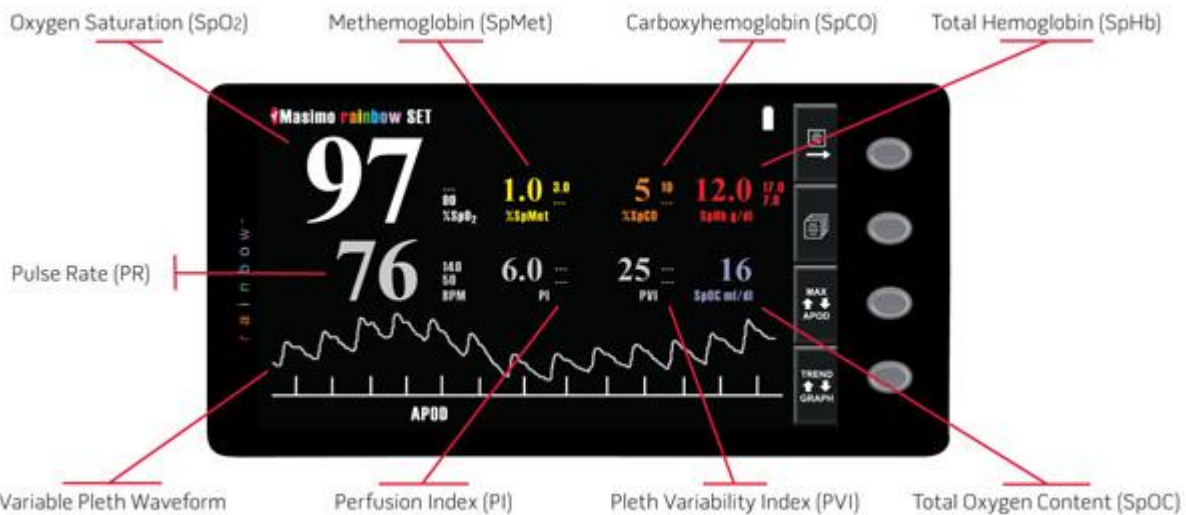 Oxygen Saturation (SpO2)
Methemoglobin (SpMet)
Carboxyhemoglobin (SpCO)
Total Hemoglobin (SpHb)
Masimo rainbow SET
97
%SpO₂
1.0 3.0
%SpMet
5 10
%SpCO
12.0 17.0
7.0
SpHb g/dl
rainbow
Pulse Rate (PR)
76
140
50
BPM
6.0
PI
25
PVI
16
SpOC ml/dl
MAX
APOD
TREND
GRAPH
APOD
Variable Pleth Waveform
Perfusion Index (PI)
Pleth Variability Index (PVI)
Total Oxygen Content (SpOC)